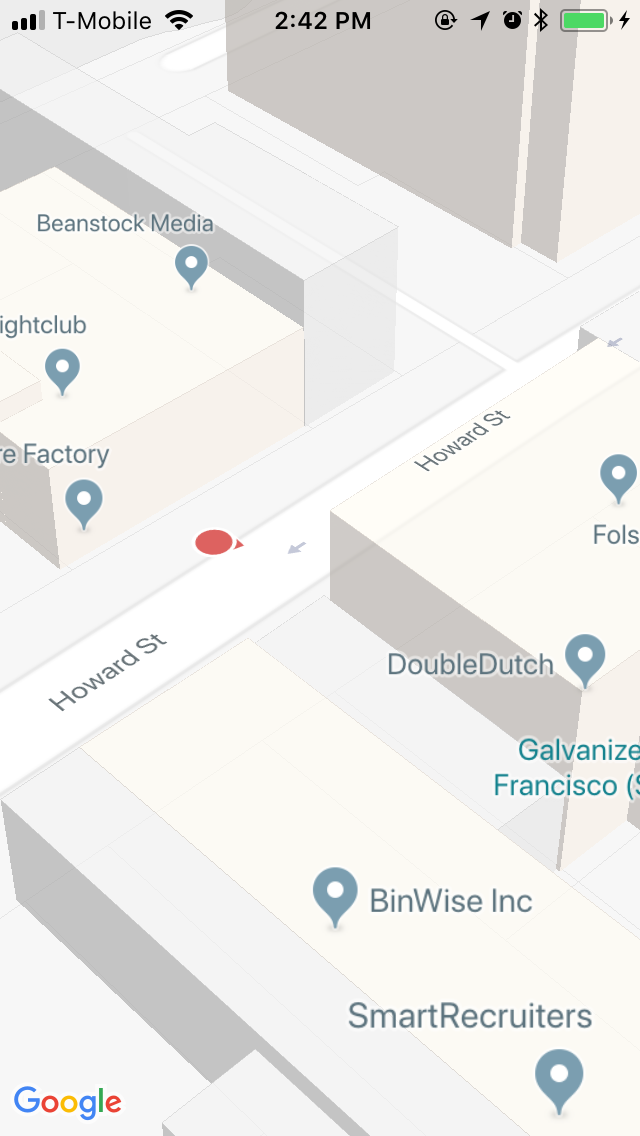 T-Mobile 2:42 PM
Beanstock Media
ightclub
re Factory
Howard St
Fols
Howard St
DoubleDutch
Galvanize
Francisco (S
BinWise Inc
SmartRecruiters
Google